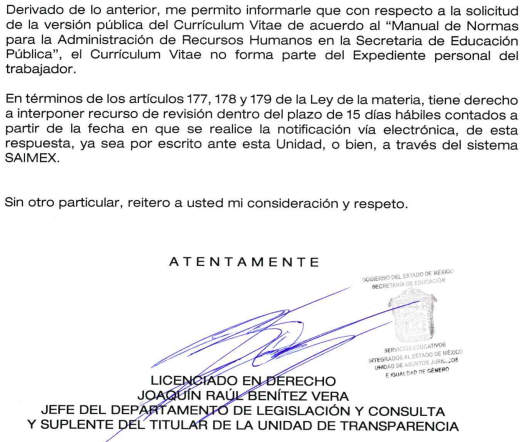 Derivado de lo anterior, me permito informarle que con respecto a la solicitud
de la versión pública del Currículum Vitae de acuerdo al “Manual de Normas
para la Administración de Recursos Humanos en la Secretaria de Educación
Pública”, el Currículum Vitae no forma parte del Expediente personal del
trabajador.
En términos de los artículos 177, 178 y 179 de la Ley de la materia, tiene derecho
a interponer recurso de revisión dentro del plazo de 15 días hábiles contados a
partir de la fecha en que se realice la notificación vía electrónica, de esta
respuesta, ya sea por escrito ante esta Unidad, o bien, a través del sistema
SAIMEX.
Sin otro particular, reitero a usted mi consideración y respeto.
ATENTAMENTE
GOBIERNO DEL ESTADO DE MÉXICO
SECRETARÍA DE EDUCACIÓN
SERVICIOS EDUCATIVOS
INTEGRADOS AL ESTADO DE MÉXICO
UNIDAD DE ASUNTOS
E IGUALDAD DE GÉNERO
LICENCIADO EN DERECHO
JOAQUÍN RAÚL BENÍTEZ VERA
JEFE DEL DEPARTAMENTO DE LEGISLACIÓN Y CONSULTA
Y SUPLENTE DEL TITULAR DE LA UNIDAD DE TRANSPARENCIA